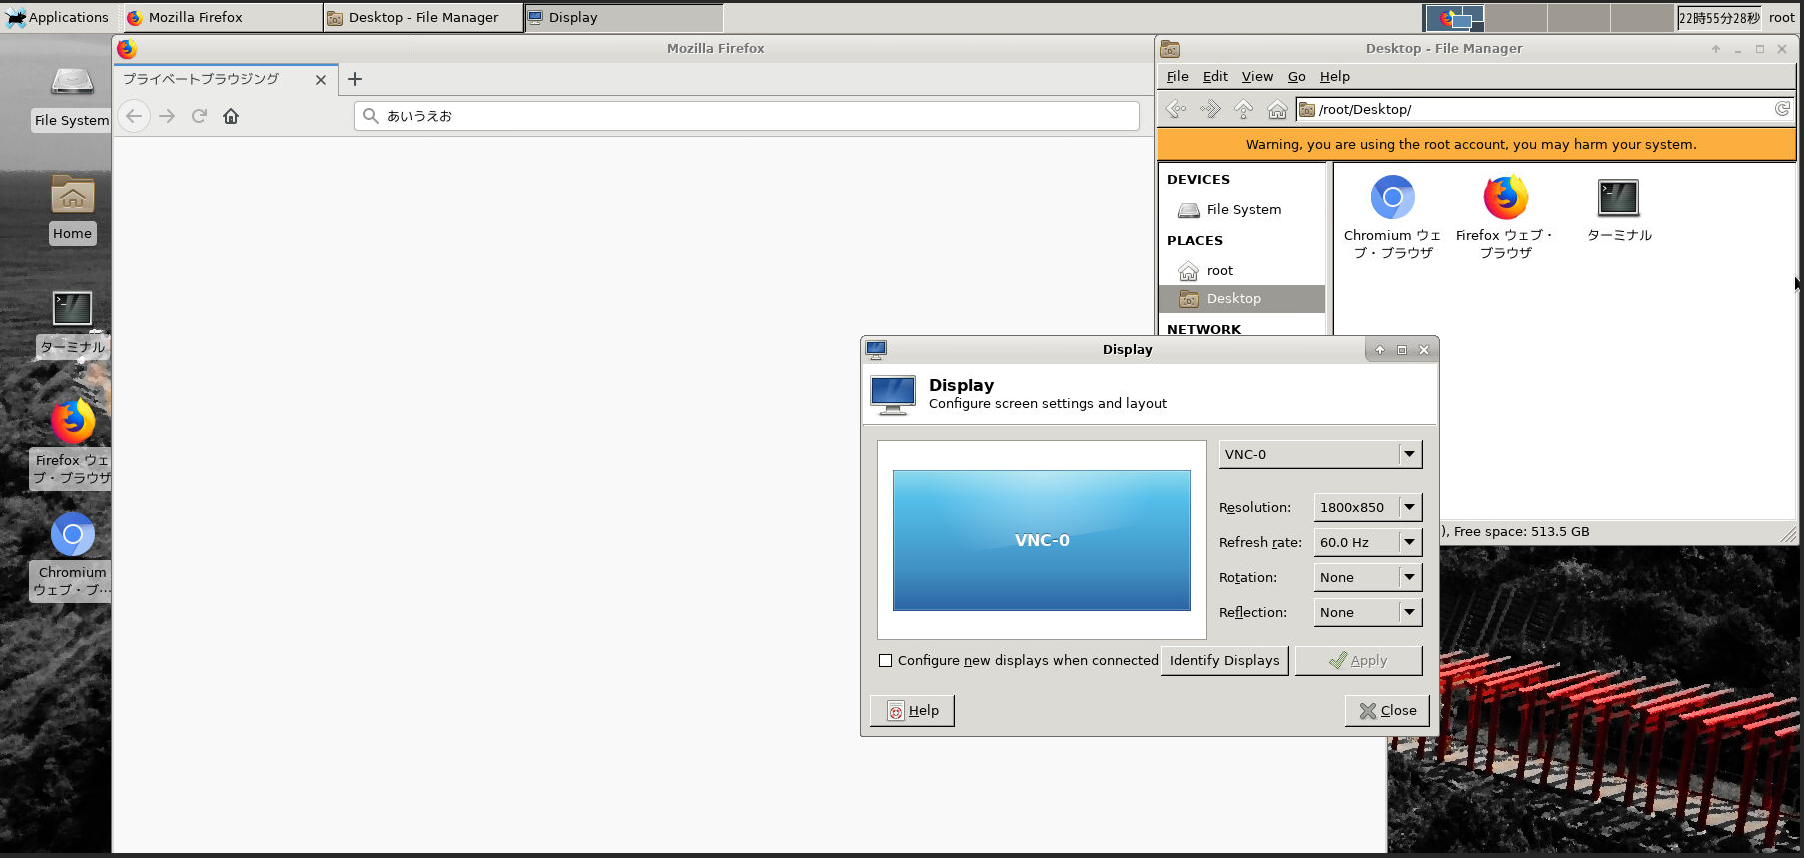 Applications
Mozilla Firefox
Desktop - File Manager
Display
22時55分28秒
root
File System
Home
ターミナル
Firefox ウェ
ブ・ブラウザ
Chromium
ウェブ・ブ…
Mozilla Firefox
プライベートブラウジング
あいうえお
Desktop - File Manager
File Edit View Go Help
/root/Desktop/
Warning, you are using the root account, you may harm your system.
DEVICES
File System
PLACES
root
Desktop
NETWORK
Chromium ウェ
ブ・ブラウザ
Firefox ウェブ・
ブラウザ
ターミナル
), Free space: 513.5 GB
Display
Display
Configure screen settings and layout
VNC-0
VNC-0
Resolution: 1800x850
Refresh rate: 60.0 Hz
Rotation: None
Reflection: None
Configure new displays when connected
Identify Displays
Apply
Help
Close